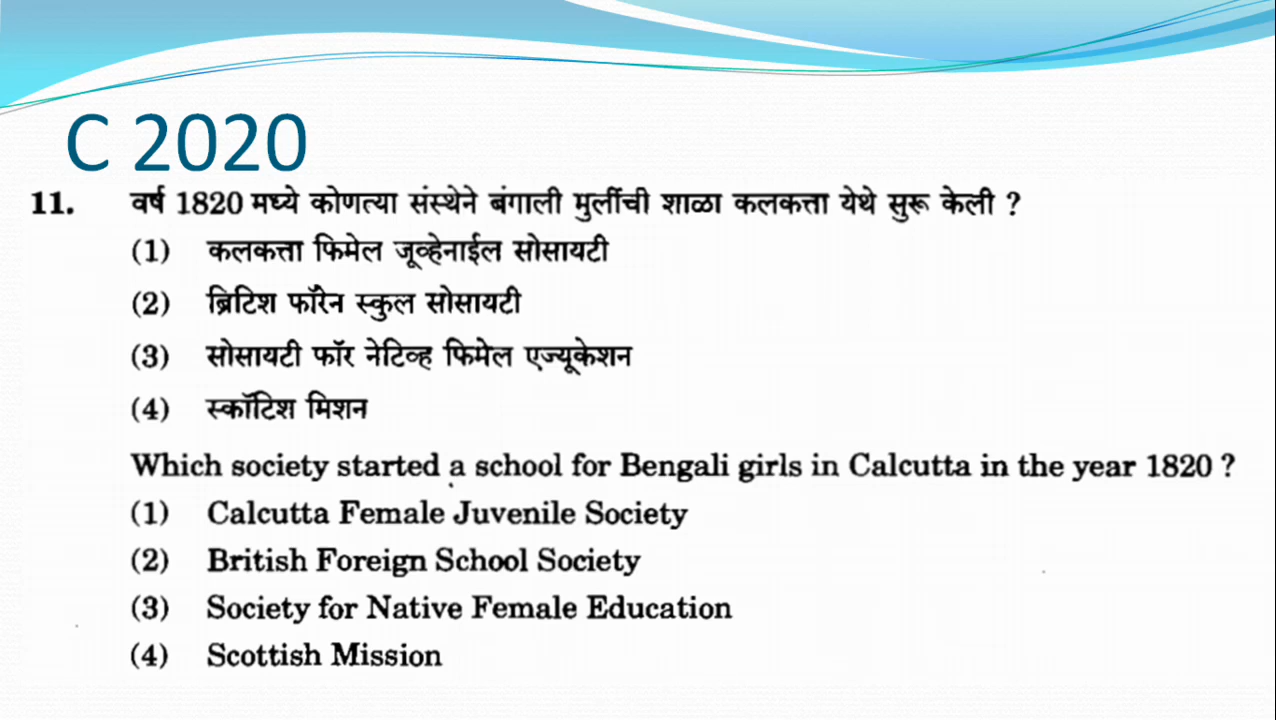 C 2020
11. वर्ष 1820 मध्ये कोणत्या संस्थेने बंगाली मुलींची शाळा कलकत्ता येथे सुरू केली ?
(1) कलकत्ता फिमेल जूव्हेनाईल सोसायटी
(2) ब्रिटिश फॉरेन स्कुल सोसायटी
(3) सोसायटी फॉर नेटिव्ह फिमेल एज्यूकेशन
(4) स्कॉटिश मिशन
Which society started a school for Bengali girls in Calcutta in the year 1820 ?
(1) Calcutta Female Juvenile Society
(2) British Foreign School Society
(3) Society for Native Female Education
(4) Scottish Mission